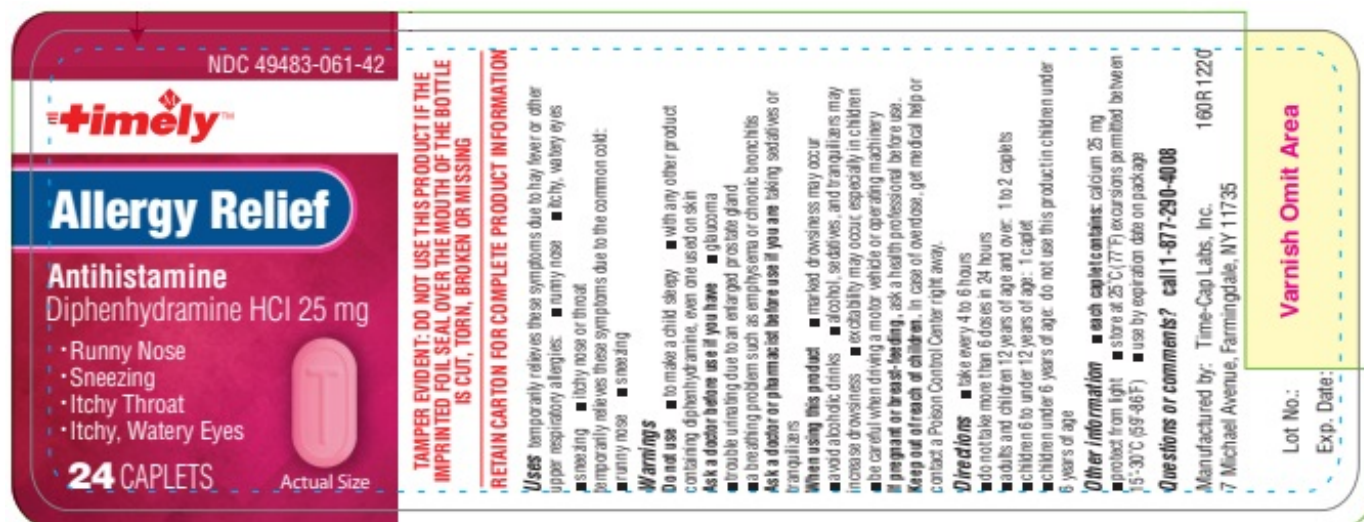 NDC 49483-061-42
timely™
M
Allergy Relief
Antihistamine
Diphenhydramine HCl 25 mg
• Runny Nose
• Sneezing
• Itchy Throat
• Itchy, Watery Eyes
24 CAPLETS
T
Actual Size
TAMPER EVIDENT: DO NOT USE THIS PRODUCT IF THE
IMPRINTED FOIL SEAL OVER THE MOUTH OF THE BOTTLE
IS CUT, TORN, BROKEN OR MISSING
RETAIN CARTON FOR COMPLETE PRODUCT INFORMATION
Uses temporarily relieves these symptoms due to hay fever or other
upper respiratory allergies: ■ runny nose ■ itchy, watery eyes
■ sneezing ■ itchy nose or throat
temporarily relieves these symptoms due to the common cold:
■ runny nose ■ sneezing
Warnings
Do not use ■ to make a child sleepy ■ with any other product
containing diphenhydramine, even one used on skin
Ask a doctor before use if you have ■ glaucoma
■ trouble urinating due to an enlarged prostate gland
■ a breathing problem such as emphysema or chronic bronchitis
Ask a doctor or pharmacist before use if you are taking sedatives or
tranquilizers
When using this product ■ marked drowsiness may occur
■ avoid alcoholic drinks ■ alcohol, sedatives, and tranquilizers may
increase drowsiness ■ excitability may occur, especially in children
■ be careful when driving a motor vehicle or operating machinery
If pregnant or breast-feeding, ask a health professional before use.
Keep out of reach of children. In case of overdose, get medical help or
contact a Poison Control Center right away.
Directions ■ take every 4 to 6 hours
■ do not take more than 6 doses in 24 hours
■ adults and children 12 years of age and over: 1 to 2 caplets
■ children 6 to under 12 years of age: 1 caplet
■ children under 6 years of age: do not use this product in children under
6 years of age
Other information ■ each caplet contains: calcium 25 mg
■ protect from light ■ store at 25°C (77°F) excursions permitted between
15°-30°C (59°-86°F) ■ use by expiration date on package
Questions or comments? call 1-877-290-4008
Manufactured by: Time-Cap Labs, Inc. 160R 1220
7 Michael Avenue, Farmingdale, NY 11735
Lot No.:
Exp. Date:
Varnish Omit Area